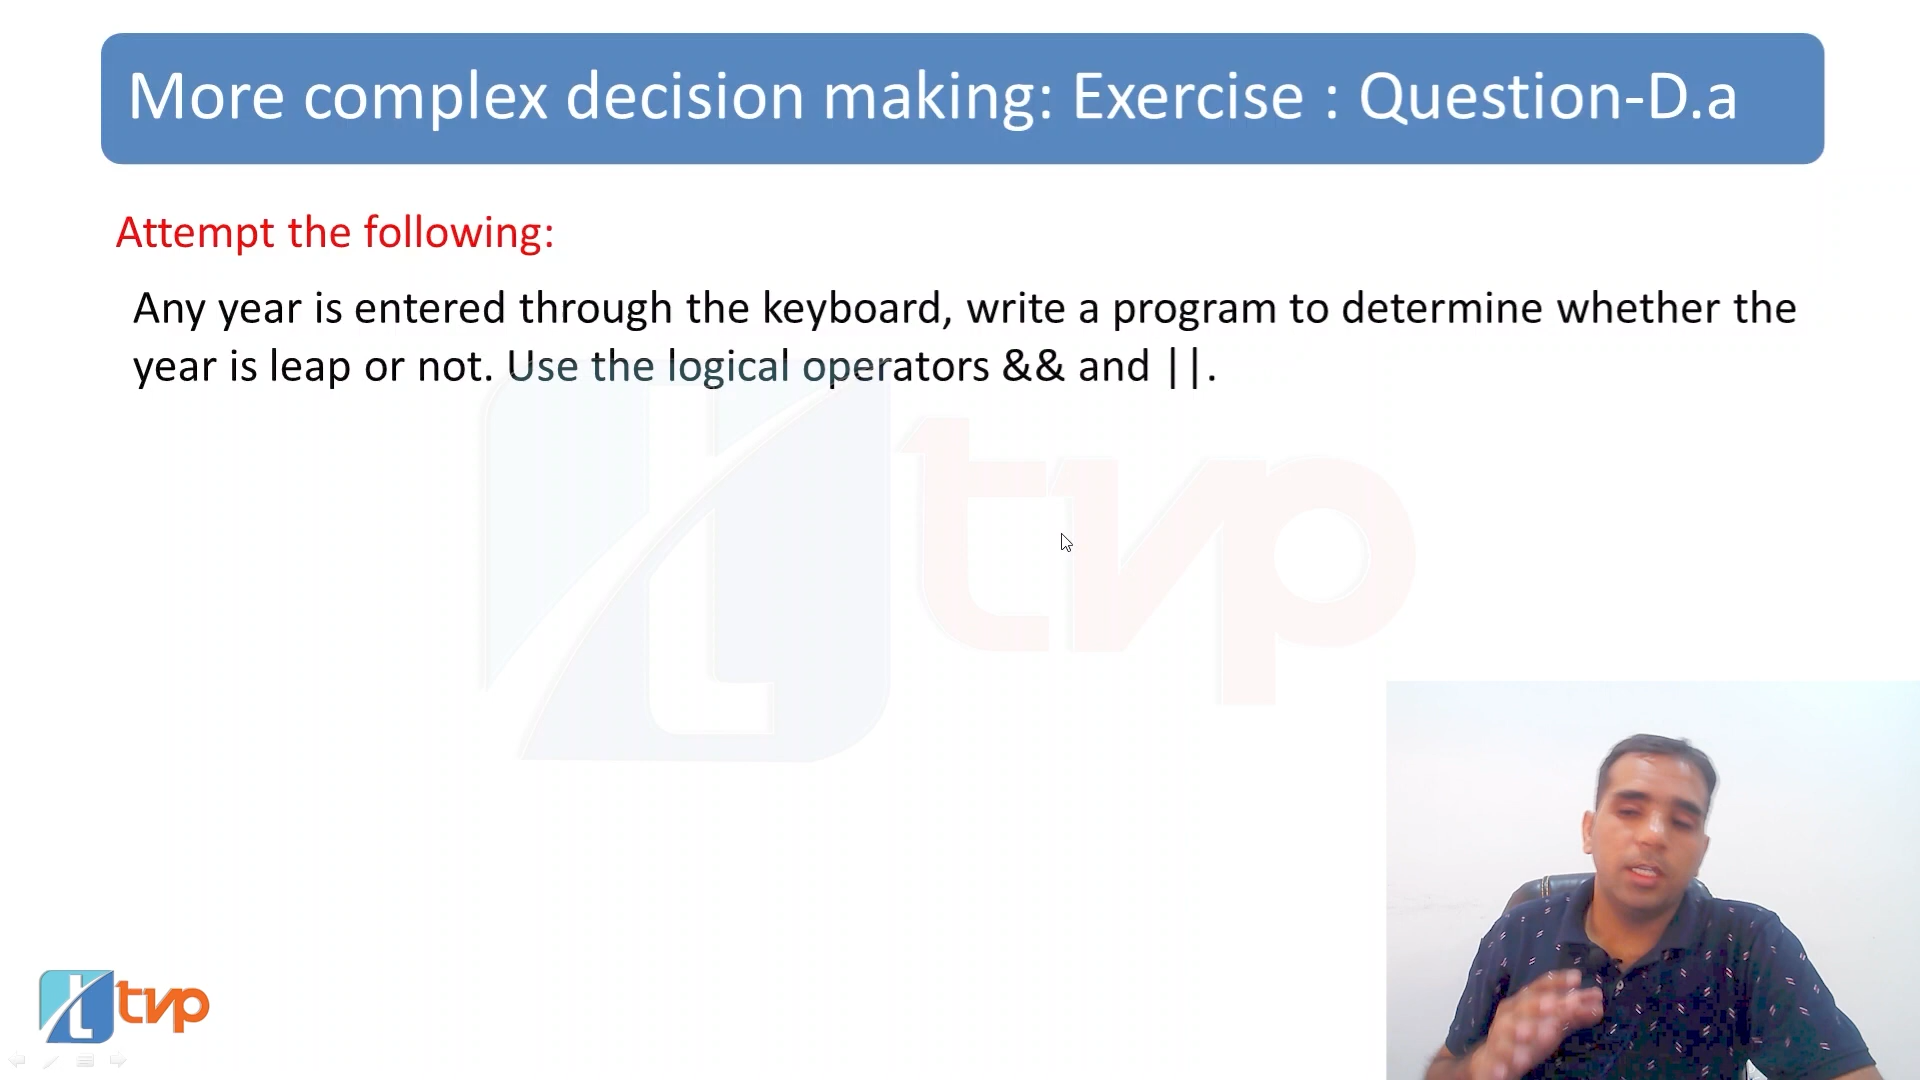 More complex decision making: Exercise : Question-D.a
Attempt the following:
Any year is entered through the keyboard, write a program to determine whether the
year is leap or not. Use the logical operators && and ||.
tvp
t tvp